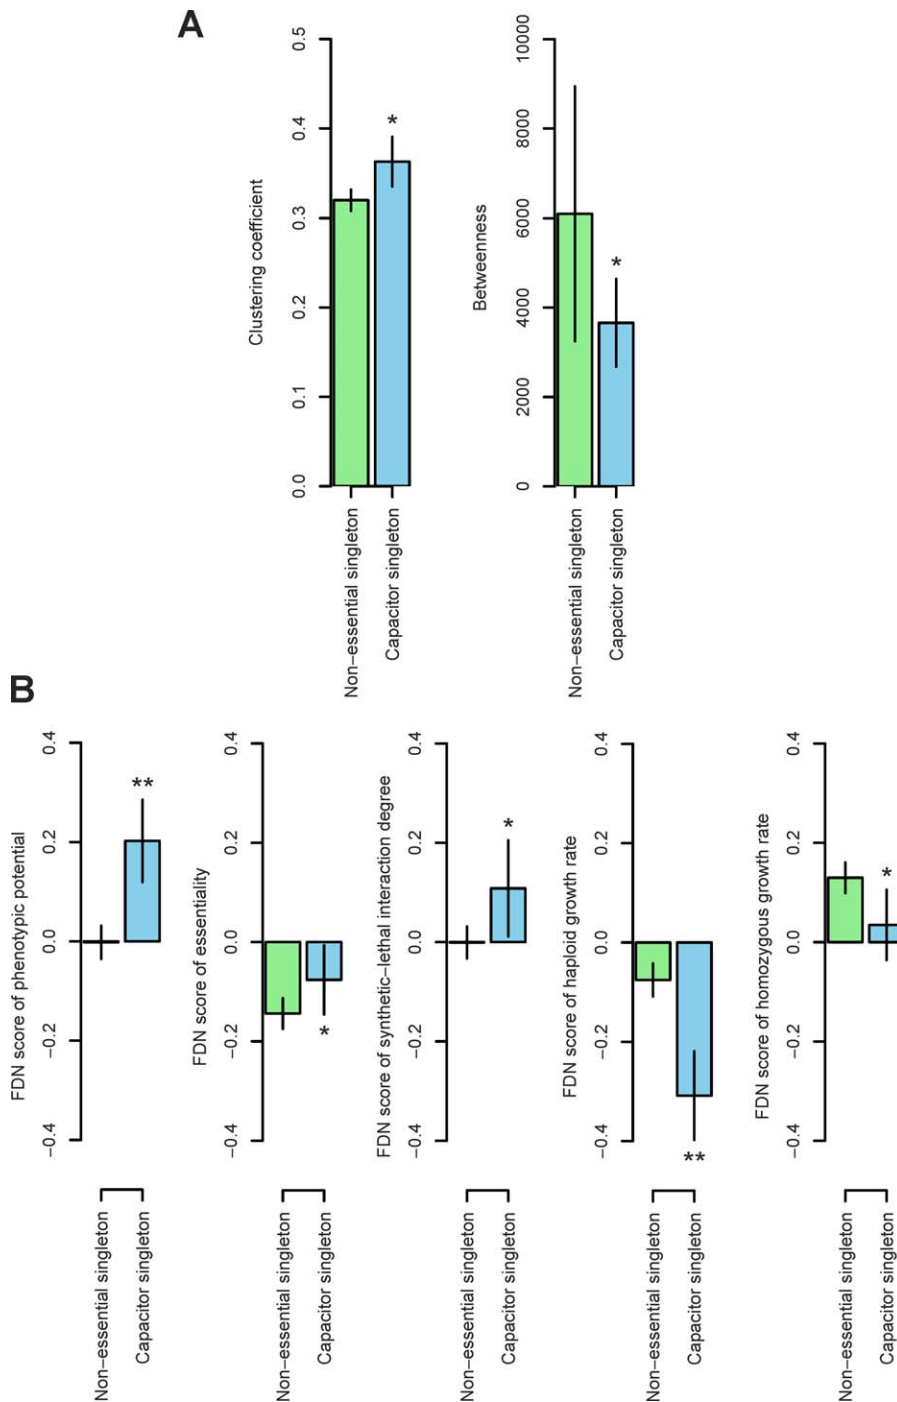 A
Clustering coefficient
0.0
0.1
0.2
0.3
0.4
0.5
*
Non−essential singleton
Capacitor singleton
Betweenness
0
2000
4000
6000
8000
10000
*
Non−essential singleton
Capacitor singleton
B
FDN score of phenotypic potential
−0.4
−0.2
0.0
0.2
0.4
**
Non−essential singleton
Capacitor singleton
FDN score of essentiality
−0.4
−0.2
0.0
0.2
0.4
*
Non−essential singleton
Capacitor singleton
FDN score of synthetic−lethal interaction degree
−0.4
−0.2
0.0
0.2
0.4
*
Non−essential singleton
Capacitor singleton
FDN score of haploid growth rate
−0.4
−0.2
0.0
0.2
0.4
**
Non−essential singleton
Capacitor singleton
FDN score of homozygous growth rate
−0.4
−0.2
0.0
0.2
0.4
*
Non−essential singleton
Capacitor singleton